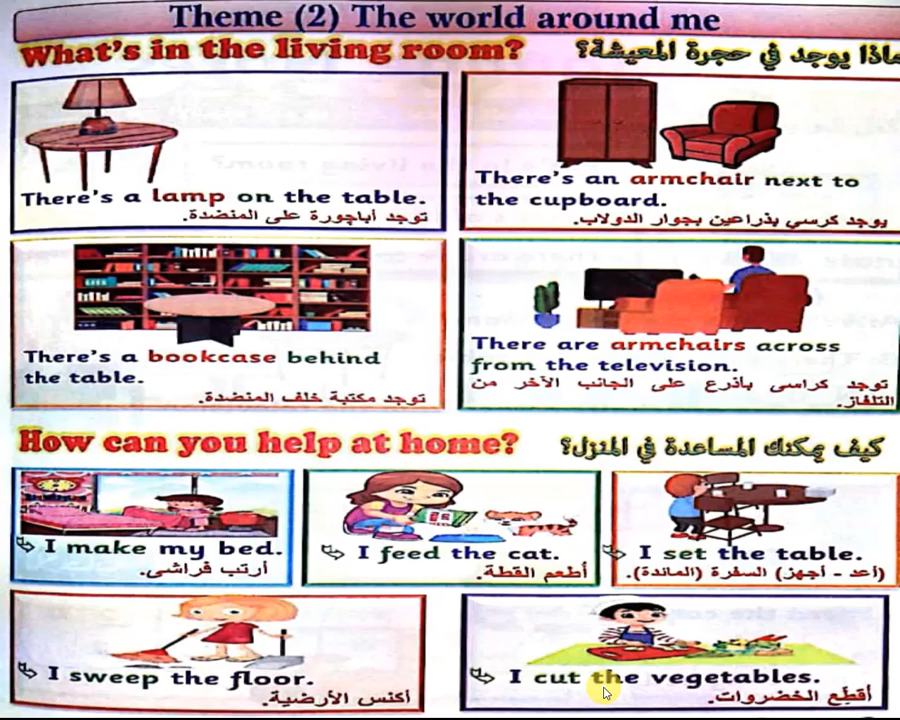 Theme (2) The world around me
What's in the living room?
ماذا يوجد في حجرة المعيشة؟
There's a lamp on the table.
توجد أباجورة على المنضدة.
There's an armchair next to
the cupboard.
يوجد كرسي بذراعين بجوار الدولاب.
There's a bookcase behind
the table.
توجد مكتبة خلف المنضدة.
There are armchairs across
from the television.
توجد كراسى بأذرع على الجانب الآخر من
التلفاز.
How can you help at home?
كيف يمكنك المساعدة في المنزل؟
I make my bed.
أرتب فراشى.
I feed the cat.
أطعم القطة.
I set the table.
(أعد - أجهز) السفرة (المائدة).
I sweep the floor.
أكنس الأرضية.
I cut the vegetables.
أقطِّع الخضروات.